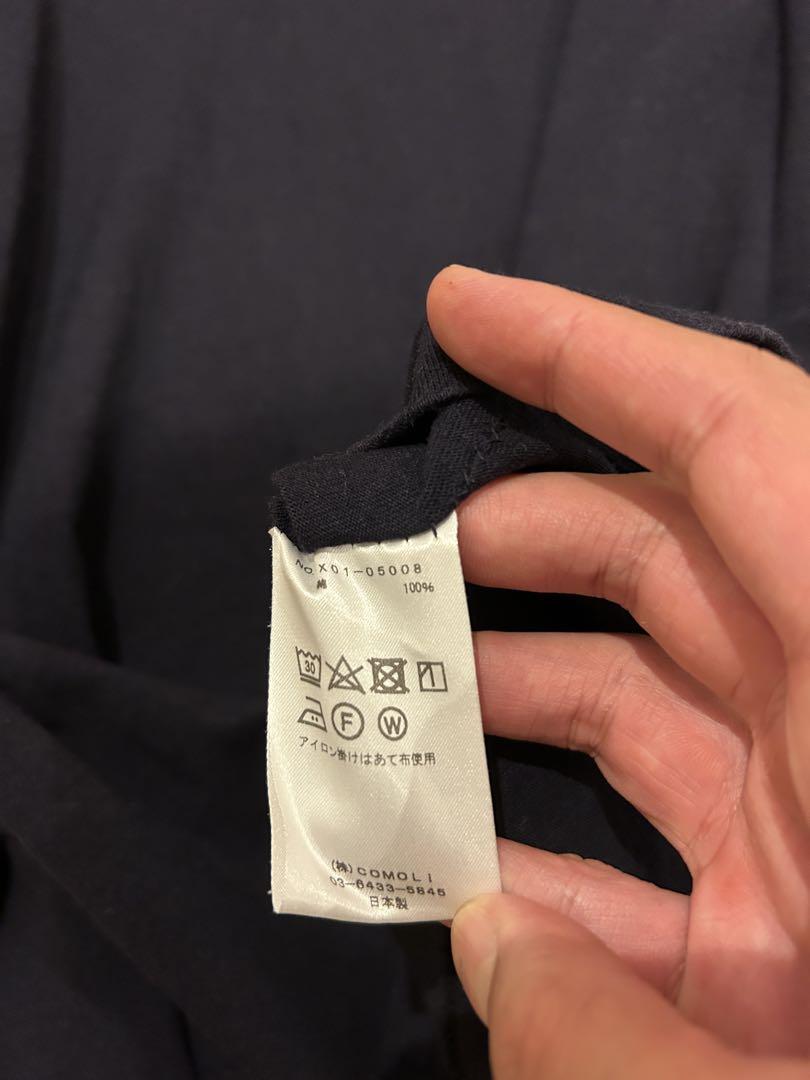 NO.X01-05008
綿 100%
30
F W
アイロン掛けはあて布使用
(株)COMOLI
03-6433-5845
日本製